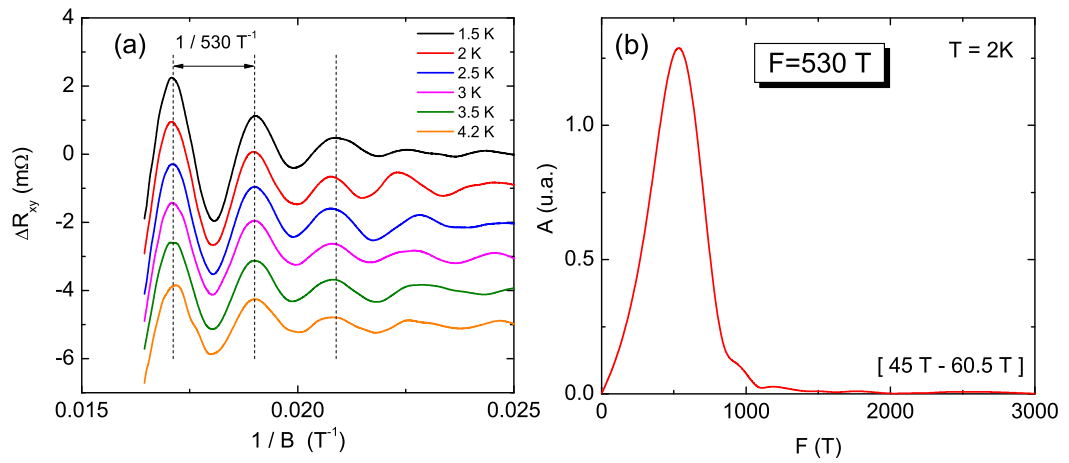 (a)
1 / 530 T⁻¹
1.5 K
2 K
2.5 K
3 K
3.5 K
4.2 K
4
2
0
-2
-4
-6
ΔR_xy (mΩ)
0.015
0.020
0.025
1 / B (T⁻¹)
(b)
F=530 T
T = 2K
[ 45 T - 60.5 T ]
1.0
0.5
0.0
A (u.a.)
0
1000
2000
3000
F (T)